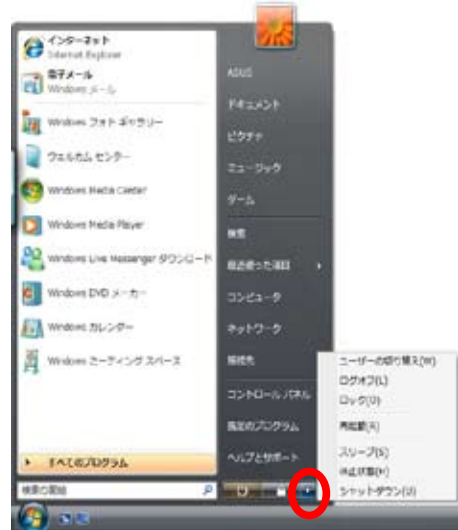 インターネット
Internet Explorer
電子メール
Windows メール
Windows フォト ギャラリー
ウェルカム センター
Windows Media Center
Windows Media Player
Windows Live Messenger ダウンロード
Windows DVD メーカー
Windows カレンダー
Windows ミーティング スペース
すべてのプログラム
検索の開始
ASUS
ドキュメント
ピクチャ
ミュージック
ゲーム
検索
最近使った項目
コンピュータ
ネットワーク
接続先
コントロール パネル
既定のプログラム
ヘルプとサポート
ユーザーの切り替え(W)
ログオフ(L)
ロック(O)
再起動(R)
スリープ(S)
休止状態(H)
シャットダウン(U)